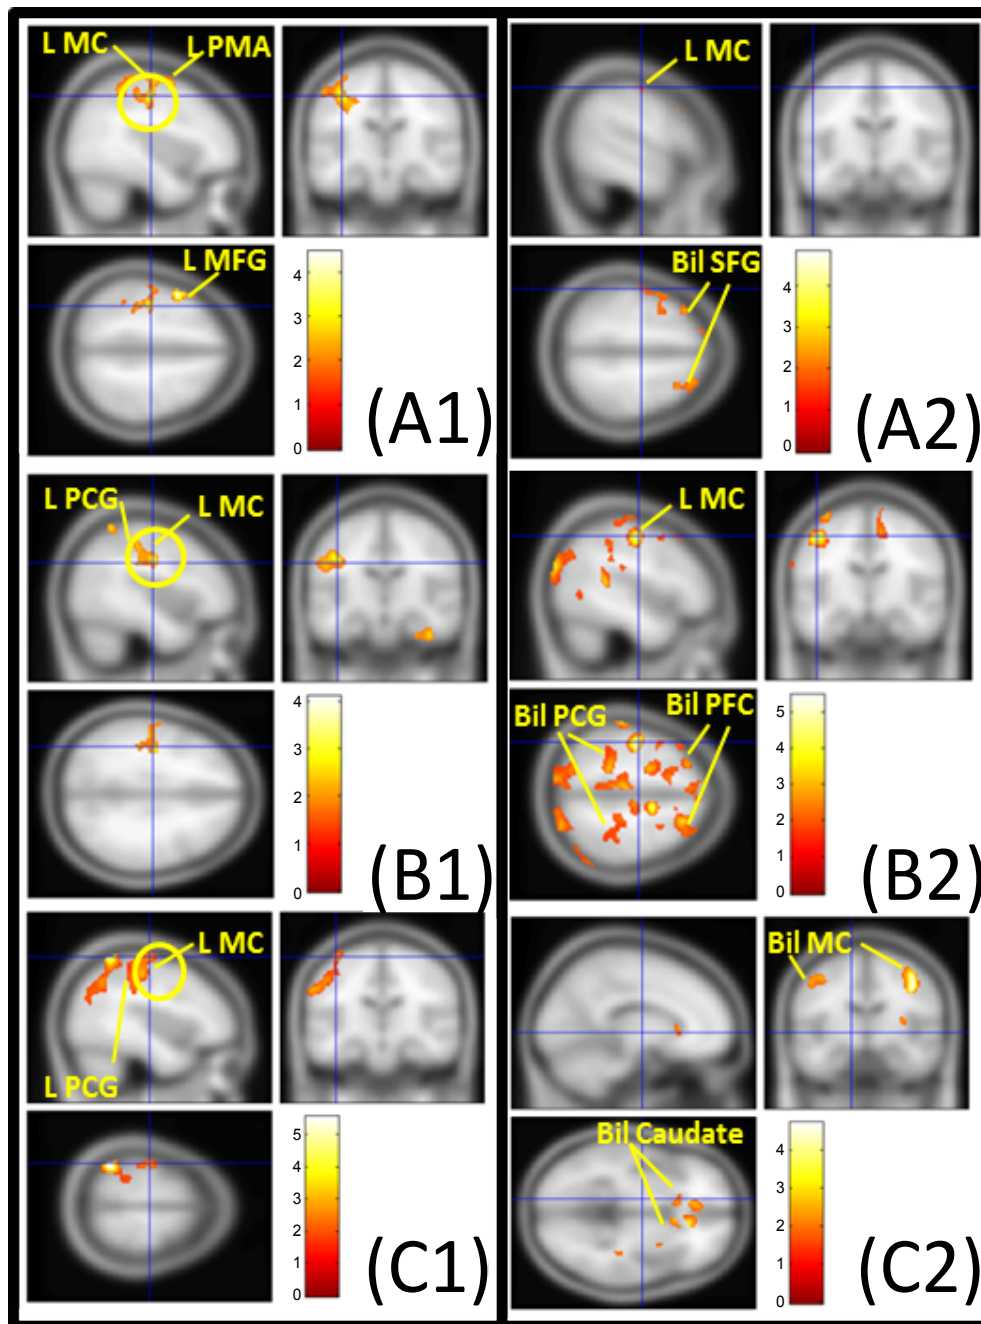 L MC
L PMA
L MFG
4
3
2
1
0
(A1)
L MC
Bil SFG
4
3
2
1
0
(A2)
L PCG
L MC
4
3
2
1
0
(B1)
L MC
Bil PCG
Bil PFC
5
4
3
2
1
0
(B2)
L MC
L PCG
5
4
3
2
1
0
(C1)
Bil MC
Bil Caudate
4
3
2
1
0
(C2)